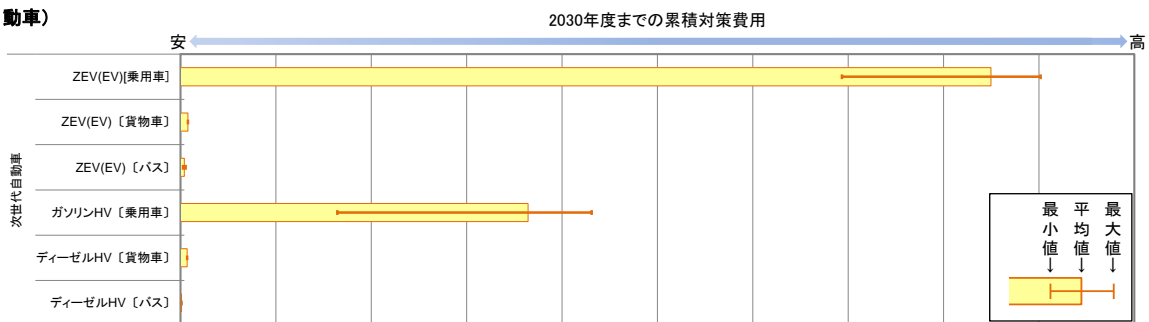 動車)
2030年度までの累積対策費用
安
高
ZEV(EV)[乗用車]
ZEV(EV)〔貨物車〕
ZEV(EV)〔バス〕
ガソリンHV〔乗用車〕
ディーゼルHV〔貨物車〕
ディーゼルHV〔バス〕
次世代自動車
最小値→
平均値→
最大値→